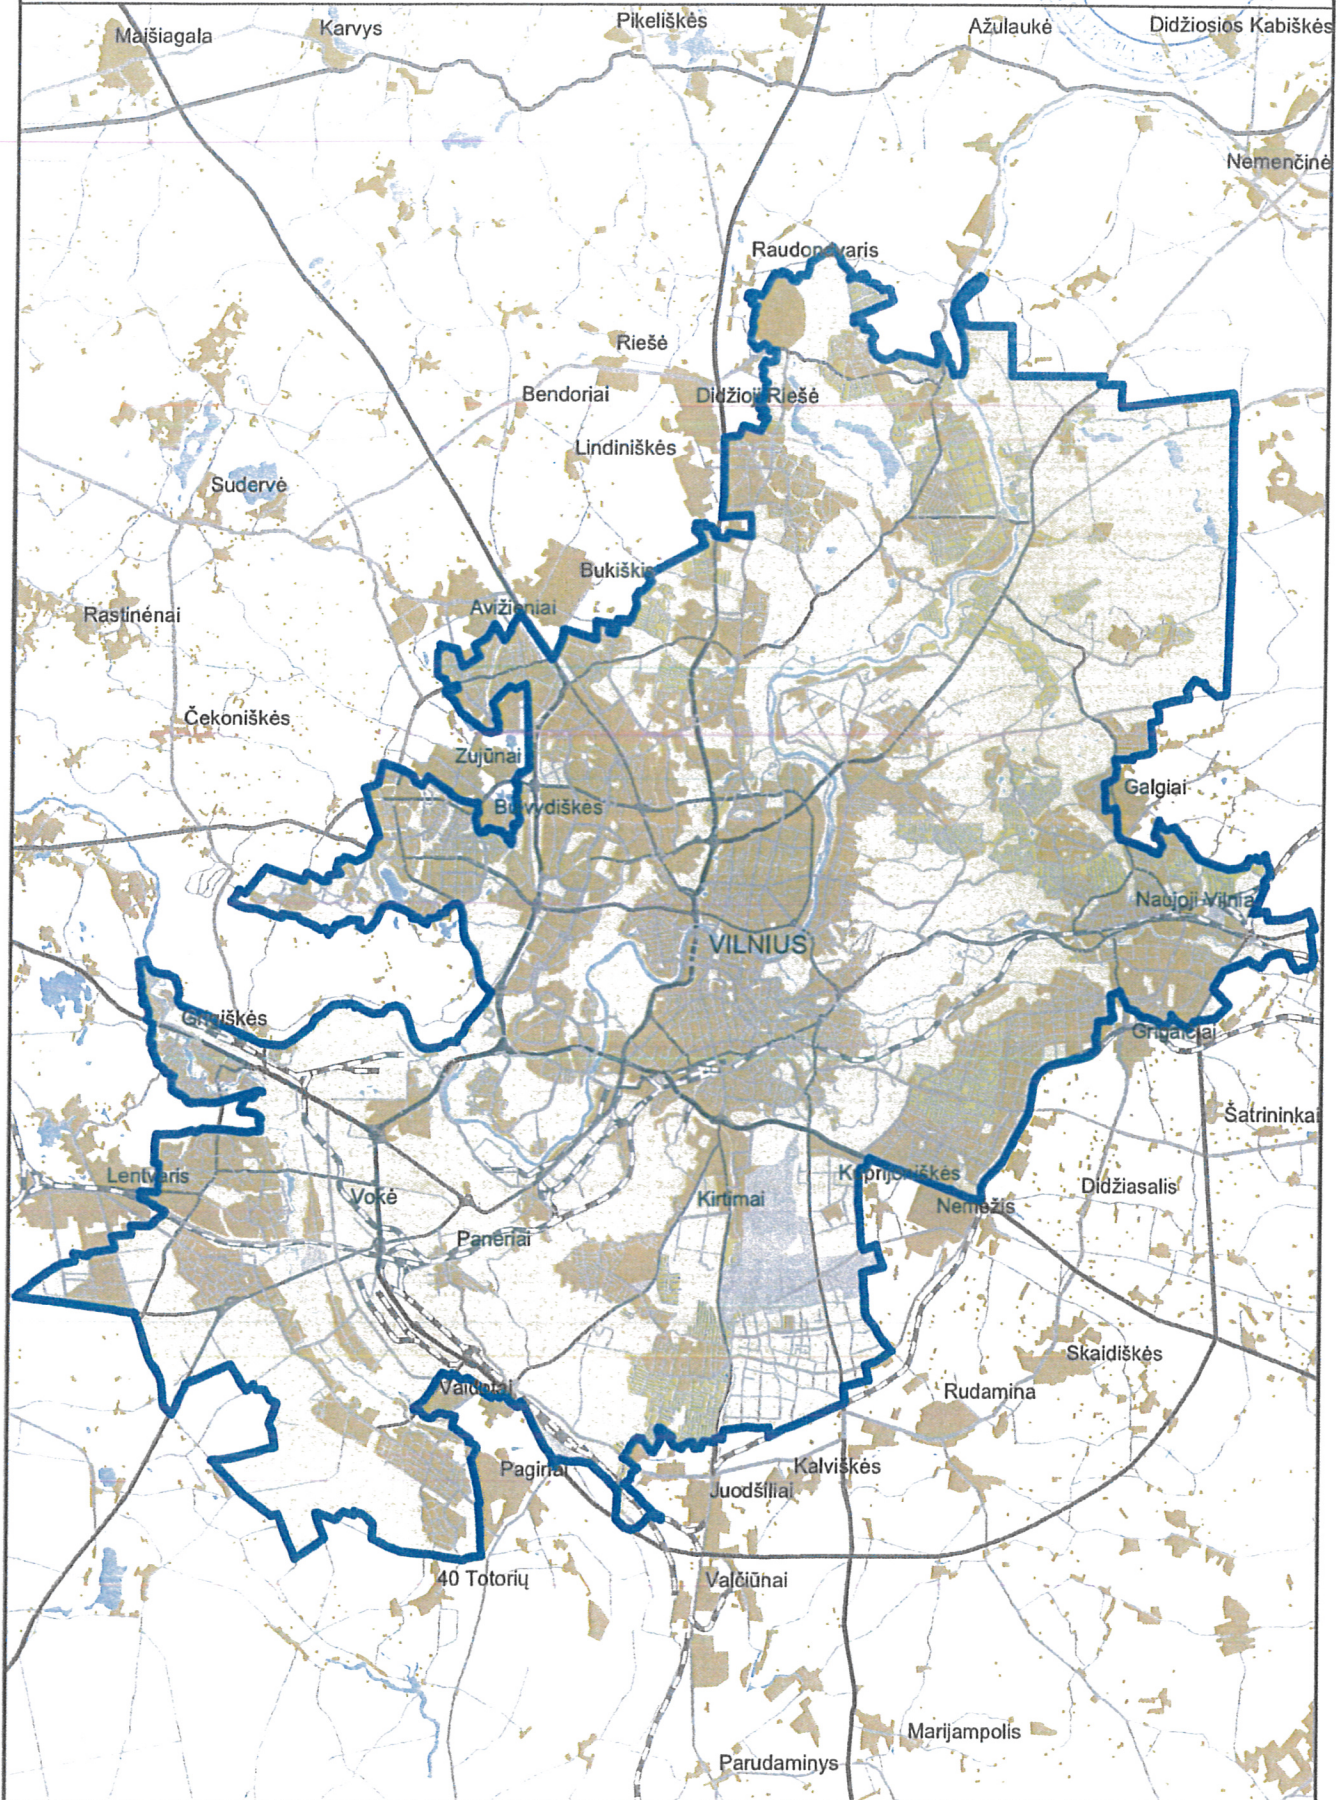 Maišiagala
Karvys
Pikeliškės
Ažulaukė
Didžiosios Kabiškės
Nemenčinė
Raudondvaris
Riešė
Bendoriai
Didžioji Riešė
Lindiniškės
Sudervė
Bukiškis
Avižieniai
Rastinėnai
Čekoniškės
Zujūnai
Galgiai
Buivydiškės
Naujoji Vilnia
VILNIUS
Grigiškės
Grigaičiai
Šatrininkai
Lentvaris
Vokė
Kirtimai
Kuprijoniškės
Nemėžis
Didžiasalis
Paneriai
Skaidiškės
Rudamina
Vaidotai
Pagiriai
Kalviškės
Juodšiliai
40 Totorių
Valčiūnai
Marijampolis
Parudaminys